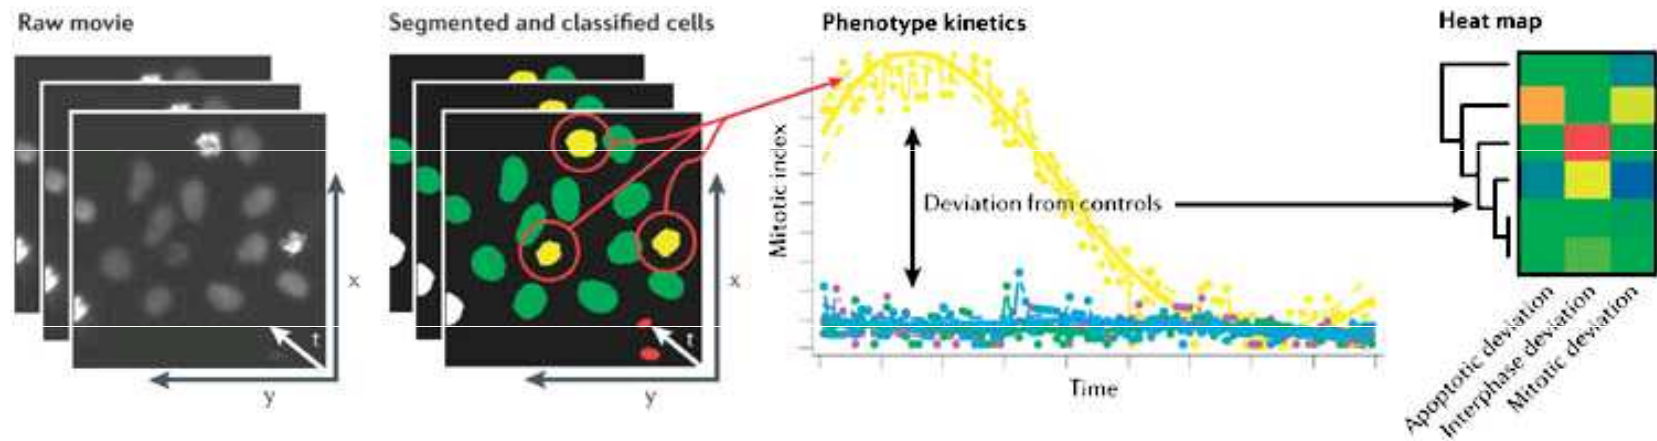 Raw movie
Segmented and classified cells
Phenotype kinetics
Heat map
t
x
y
t
x
y
Mitotic index
Deviation from controls
Time
Apoptotic deviation
Interphase deviation
Mitotic deviation